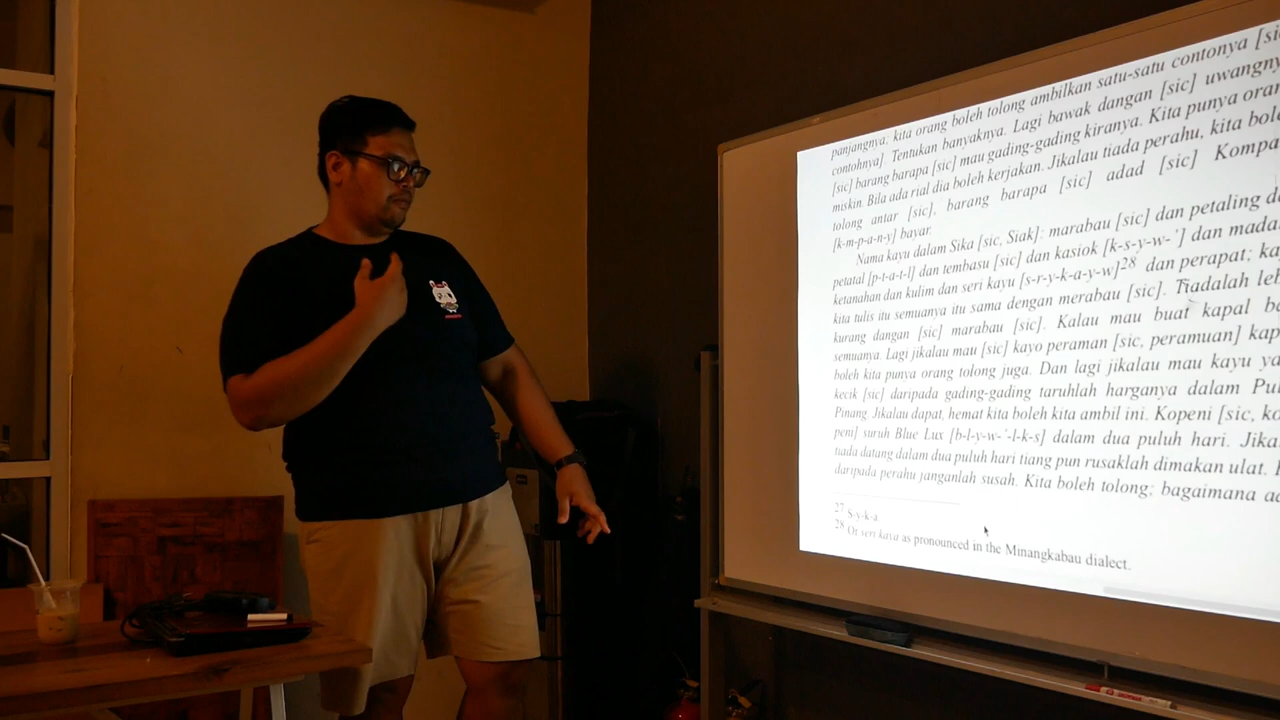 panjangnya; kita orang boleh tolong ambilkan satu-satu contonya [si
contohnya]. Tentukan banyaknya. Lagi bawak dangan [sic] uwangny
[sic] barang barapa [sic] mau gading-gading kiranya. Kita punya oran
miskin. Bila ada rial dia boleh kerjakan. Jikalau tiada perahu, kita bole
tolong antar [sic], barang barapa [sic] adad [sic] Kompa
[k-m-p-a-n-y] bayar.
Nama kayu dalam Sika [sic, Siak]: marabau [sic] dan petaling d
petatal [p-t-a-t-l] dan tembasu [sic] dan kasiok [k-s-y-w-'] dan mada
ketanahan dan kulim dan seri kayu [s-r-y-k-a-y-w]28 dan perapat; ka
kita tulis itu semuanya itu sama dengan merabau [sic]. Tiadalah le
kurang dangan [sic] marabau [sic]. Kalau mau buat kapal b
semuanya. Lagi jikalau mau [sic] kayo peraman [sic, peramuan] kap
boleh kita punya orang tolong juga. Dan lagi jikalau mau kayu ya
kecik [sic] daripada gading-gading taruhlah harganya dalam Pu
Pinang. Jikalau dapat, hemat kita boleh kita ambil ini. Kopeni [sic, ko
peni] suruh Blue Lux [b-l-y-w-'-l-k-s] dalam dua puluh hari. Jika
tiada datang dalam dua puluh hari tiang pun rusaklah dimakan ulat.
daripada perahu janganlah susah. Kita boleh tolong; bagaimana ad
27 S-y-k-a
28 Or seri kaya as pronounced in the Minangkabau dialect.